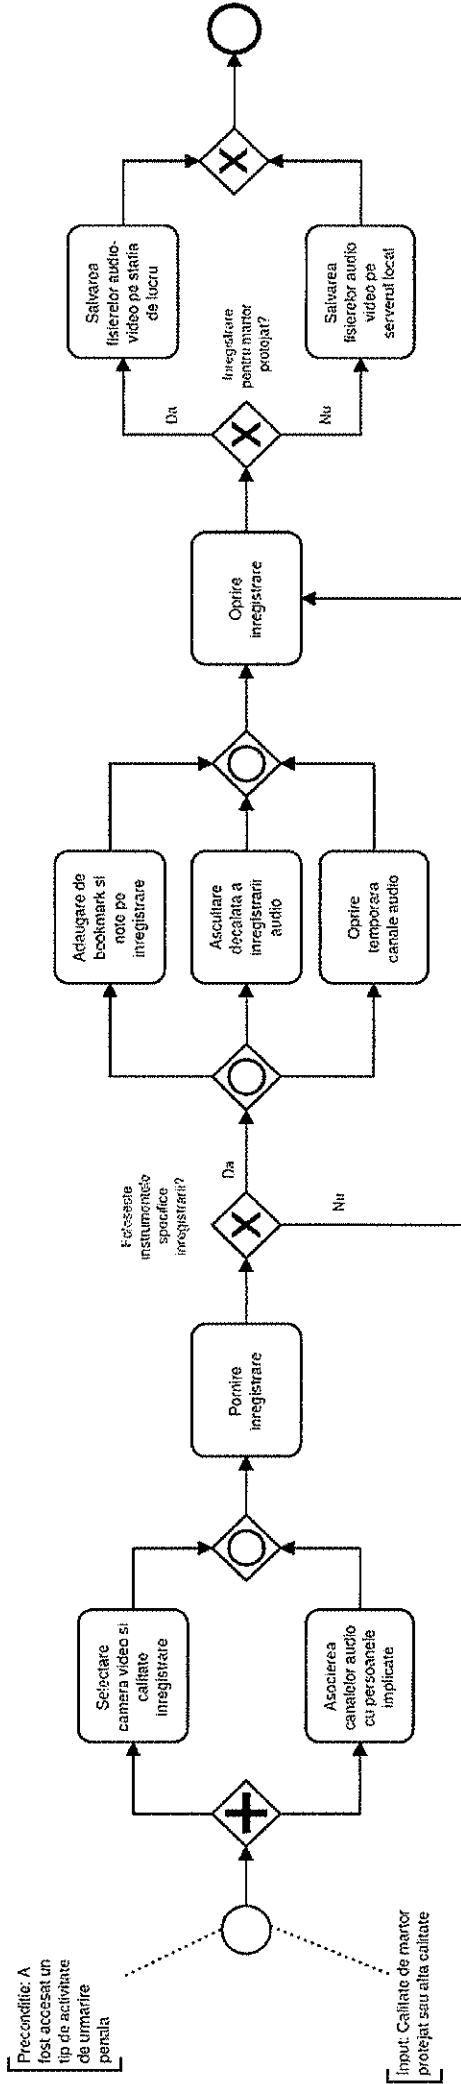 Preconditie: A
fost accesat un
tip de activitate
de urmarire
penala
Input: Calitate de martor
protejat sau alta calitate
Selectare
camera video si
calitate
inregistrare
Asocierea
canalelor audio
cu persoanele
implicate
Pornire
inregistrare
Foloseste
instrumentele
specifice
inregistrarii?
Da
Nu
Adaugare de
bookmark si
note pe
inregistrare
Ascultare
decalata a
inregistrarii
audio
Oprire
temporara
canale audio
Oprire
inregistrare
Inregistrare
pentru martor
protejat?
Da
Nu
Salvarea
fisierelor audio-
video pe statia
de lucru
Salvarea
fisierelor audio
video pe
serverul local